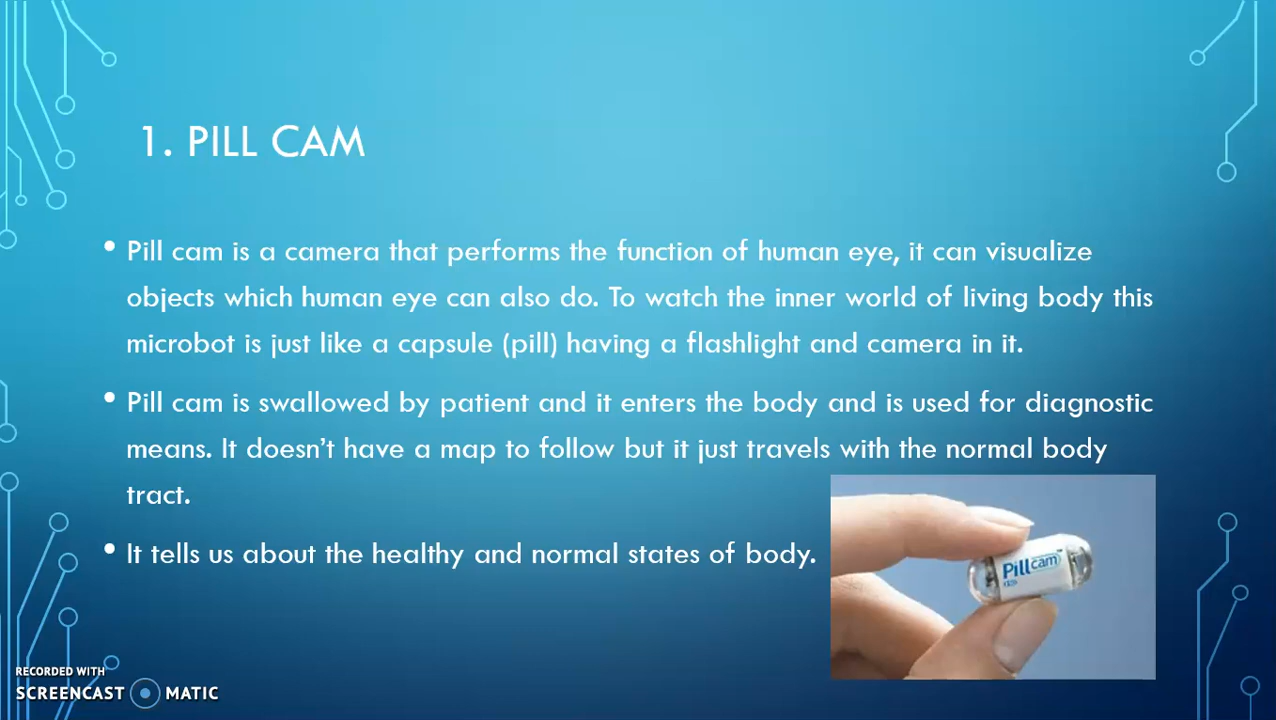 1. PILL CAM
• Pill cam is a camera that performs the function of human eye, it can visualize
objects which human eye can also do. To watch the inner world of living body this
microbot is just like a capsule (pill) having a flashlight and camera in it.
• Pill cam is swallowed by patient and it enters the body and is used for diagnostic
means. It doesn't have a map to follow but it just travels with the normal body
tract.
• It tells us about the healthy and normal states of body.
Pillcam™
RECORDED WITH
SCREENCAST MATIC